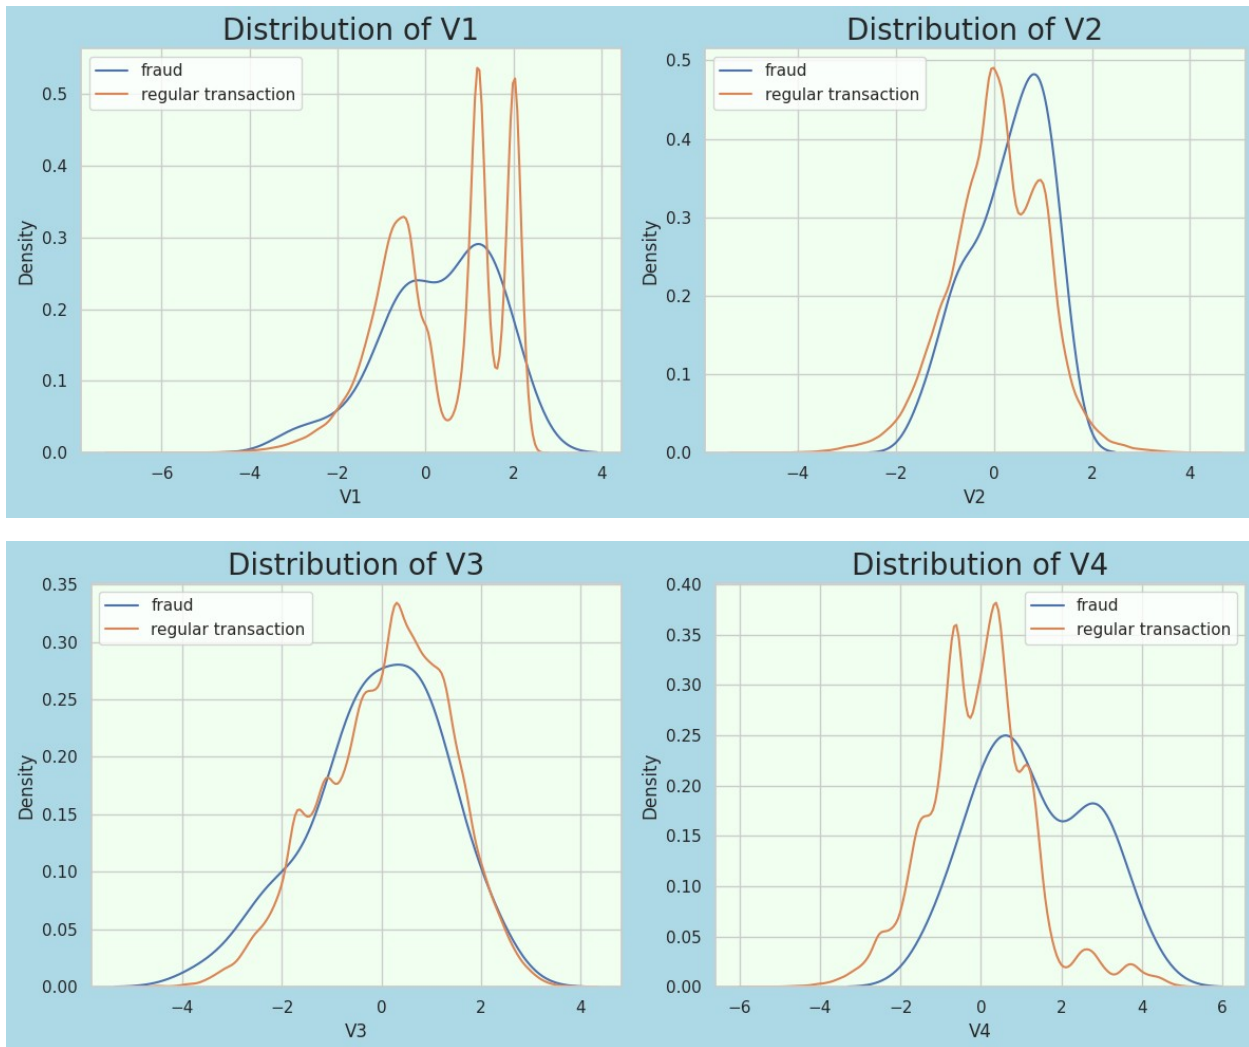 Distribution of V1
fraud
regular transaction
0.5
0.4
0.3
0.2
0.1
0.0
Density
−6 −4 −2 0 2 4
V1
Distribution of V2
fraud
regular transaction
0.5
0.4
0.3
0.2
0.1
0.0
Density
−4 −2 0 2 4
V2
Distribution of V3
fraud
regular transaction
0.35
0.30
0.25
0.20
0.15
0.10
0.05
0.00
Density
−4 −2 0 2 4
V3
Distribution of V4
fraud
regular transaction
0.40
0.35
0.30
0.25
0.20
0.15
0.10
0.05
0.00
Density
−6 −4 −2 0 2 4 6
V4